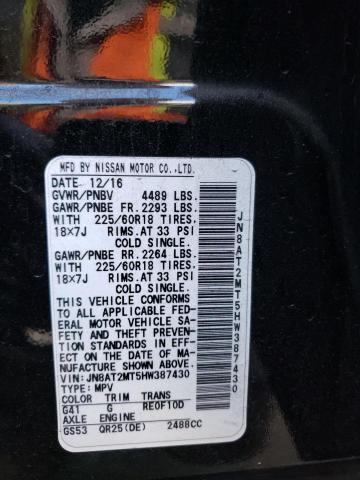 MFD BY NISSAN MOTOR CO.,LTD.
DATE 12/16
GVWR/PNBV 4489 LBS.
GAWR/PNBE FR. 2293 LBS.
WITH 225/60R18 TIRES.
18×7J RIMS. AT 33 PSI
COLD SINGLE.
GAWR/PNBE RR. 2264 LBS.
WITH 225/60R18 TIRES.
18×7J RIMS. AT 33 PSI
COLD SINGLE.
THIS VEHICLE CONFORMS
TO ALL APPLICABLE FED-
ERAL MOTOR VEHICLE SA-
FETY AND THEFT PREVEN-
TION STANDARDS IN EFF-
ECT ON THE DATE OF MA-
NUFACTURE SHOWN ABOVE.
VIN:JN8AT2MT5HW387430
TYPE: MPV
COLOR TRIM TRANS
G41 G RE0F10D
AXLE ENGINE
GS53 QR25(DE) 2488CC
JN8AT2MT5HW387430